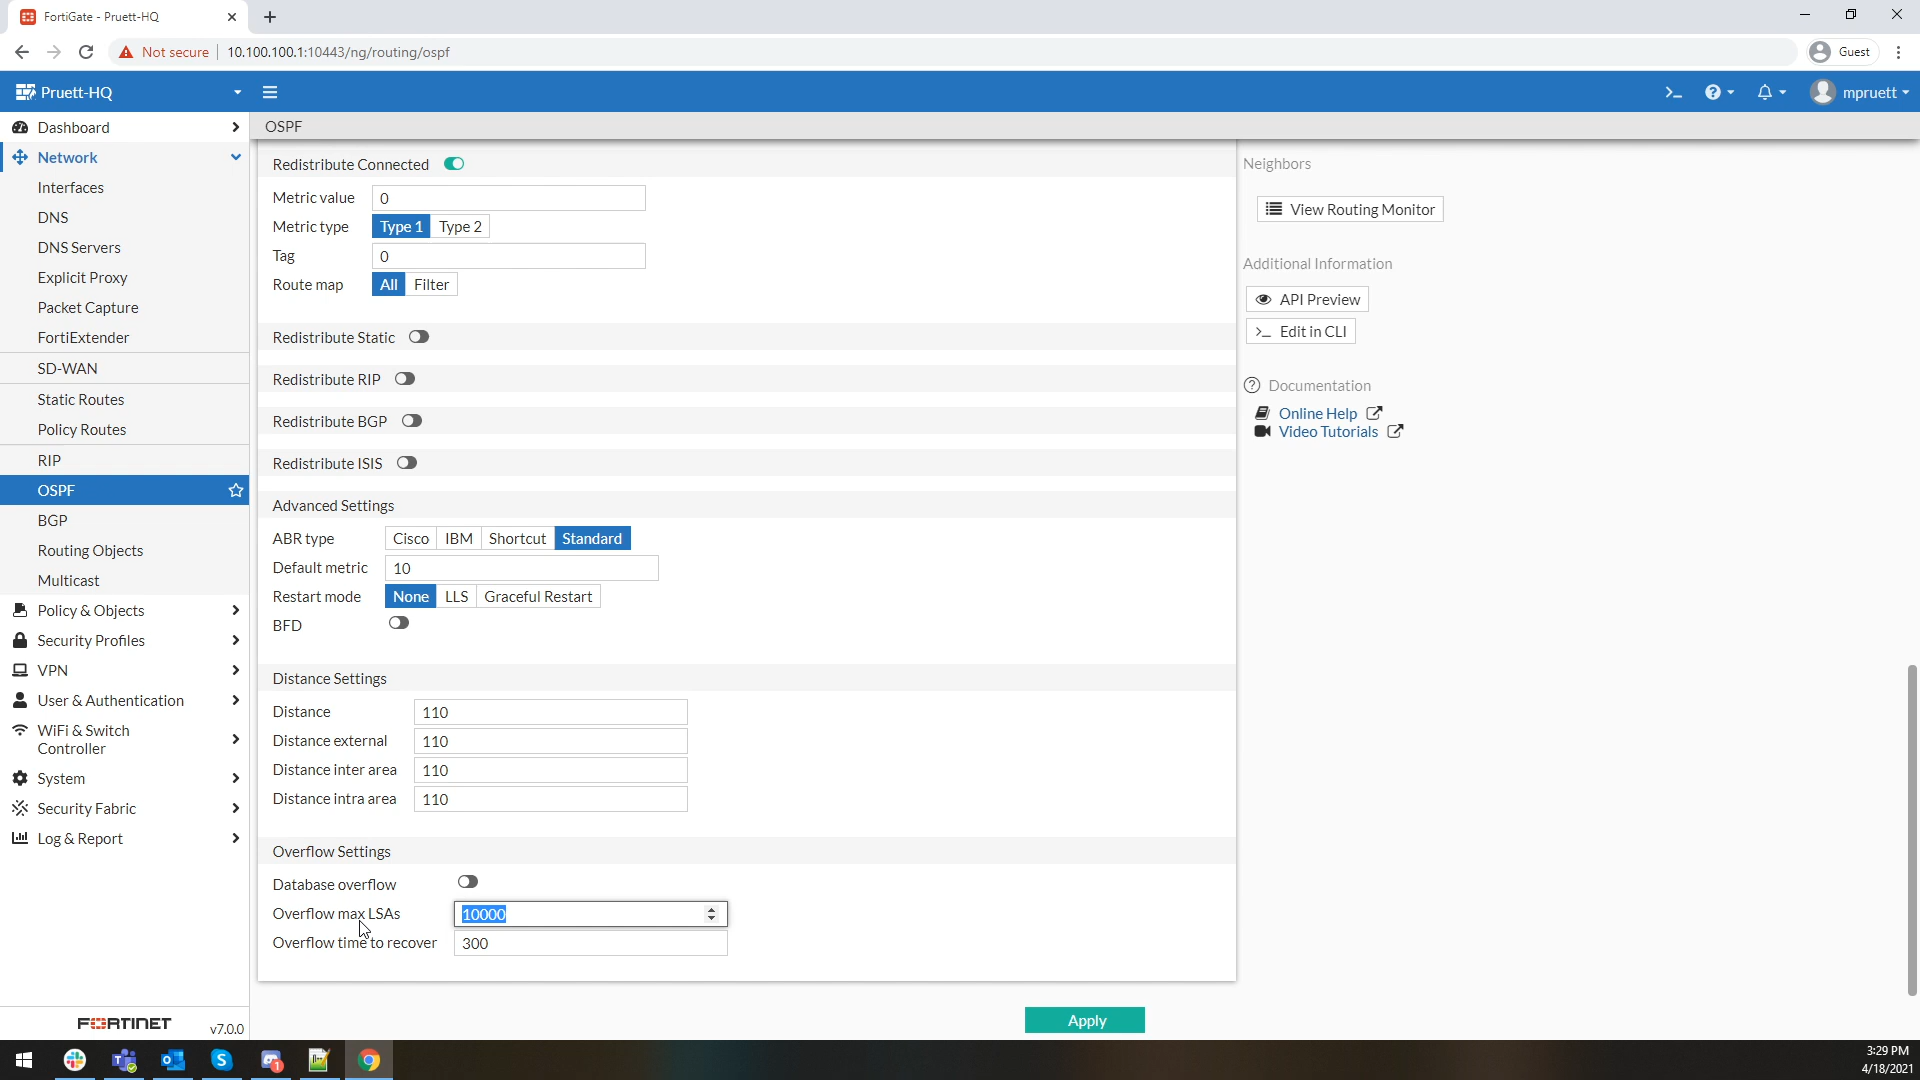 FortiGate - Pruett-HQ
Not secure 10.100.100.1:10443/ng/routing/ospf
Guest
Pruett-HQ
mpruett
Dashboard
Network
Interfaces
DNS
DNS Servers
Explicit Proxy
Packet Capture
FortiExtender
SD-WAN
Static Routes
Policy Routes
RIP
OSPF
BGP
Routing Objects
Multicast
Policy & Objects
Security Profiles
VPN
User & Authentication
WiFi & Switch
Controller
System
Security Fabric
Log & Report
FORTINET v7.0.0
OSPF
Redistribute Connected
Metric value 0
Metric type Type 1 Type 2
Tag 0
Route map All Filter
Redistribute Static
Redistribute RIP
Redistribute BGP
Redistribute ISIS
Advanced Settings
ABR type Cisco IBM Shortcut Standard
Default metric 10
Restart mode None LLS Graceful Restart
BFD
Distance Settings
Distance 110
Distance external 110
Distance inter area 110
Distance intra area 110
Overflow Settings
Database overflow
Overflow max LSAs 10000
Overflow time to recover 300
Apply
Neighbors
View Routing Monitor
Additional Information
API Preview
>_ Edit in CLI
Documentation
Online Help
Video Tutorials
1
3:29 PM
4/18/2021